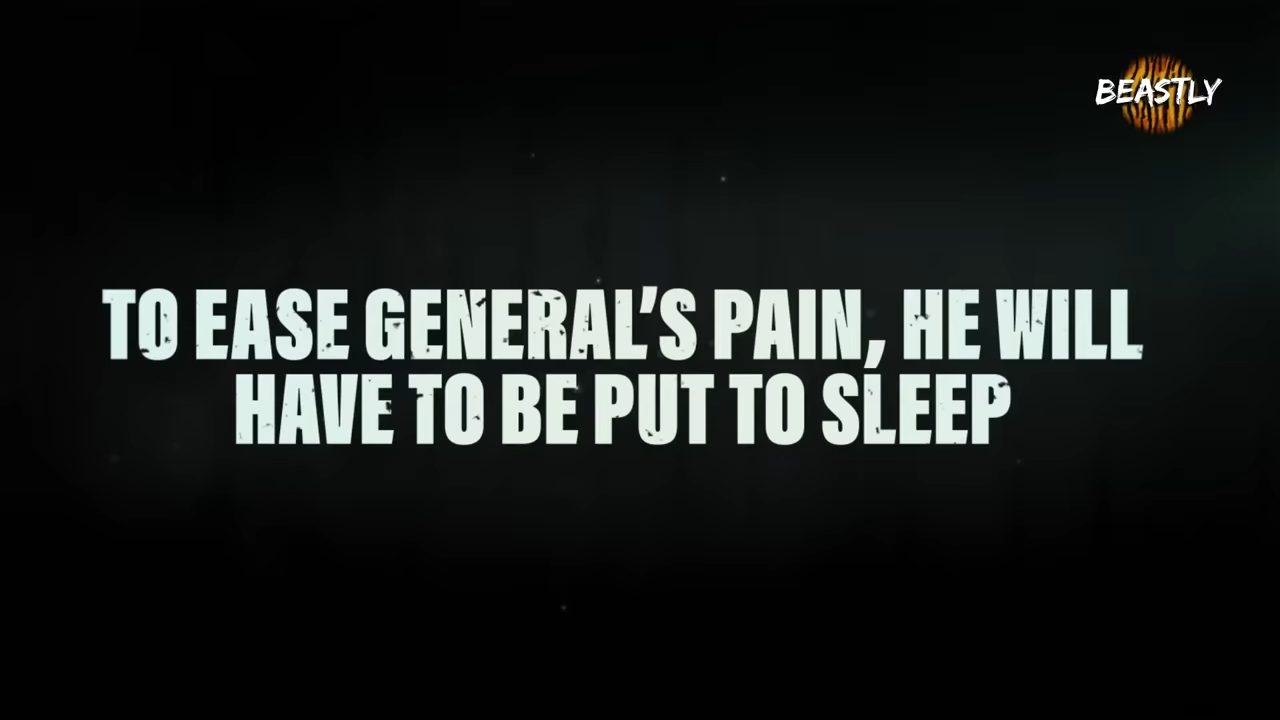 BEASTLY
TO EASE GENERAL'S PAIN, HE WILL
HAVE TO BE PUT TO SLEEP